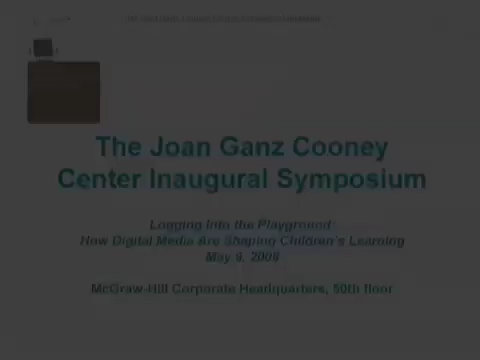 The Joan Ganz Cooney
Center Inaugural Symposium
Logging Into the Playground:
How Digital Media Are Shaping Children's Learning
May 9, 2008
McGraw-Hill Corporate Headquarters, 50th floor